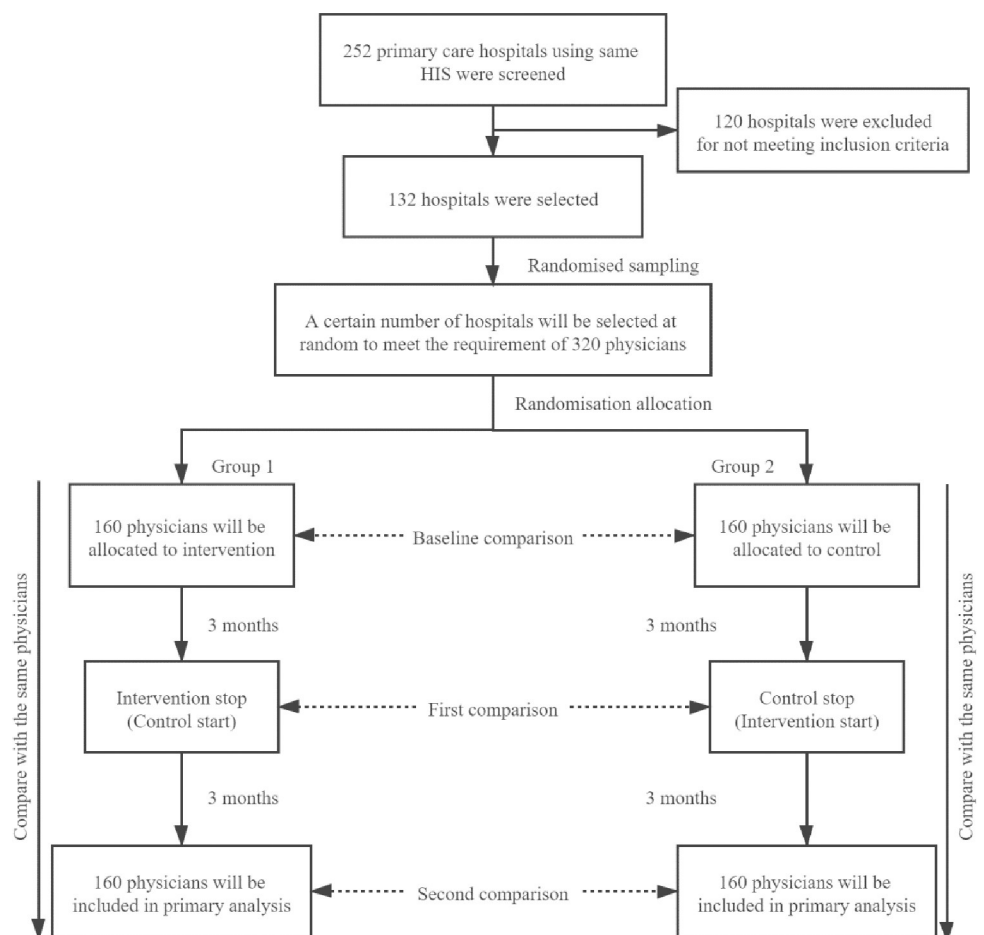 252 primary care hospitals using same
HIS were screened
120 hospitals were excluded
for not meeting inclusion criteria
132 hospitals were selected
Randomised sampling
A certain number of hospitals will be selected at
random to meet the requirement of 320 physicians
Randomisation allocation
Group 1
Group 2
160 physicians will be
allocated to intervention
Baseline comparison
160 physicians will be
allocated to control
3 months
3 months
Intervention stop
(Control start)
First comparison
Control stop
(Intervention start)
3 months
3 months
160 physicians will be
included in primary analysis
Second comparison
160 physicians will be
included in primary analysis
Compare with the same physicians
Compare with the same physicians